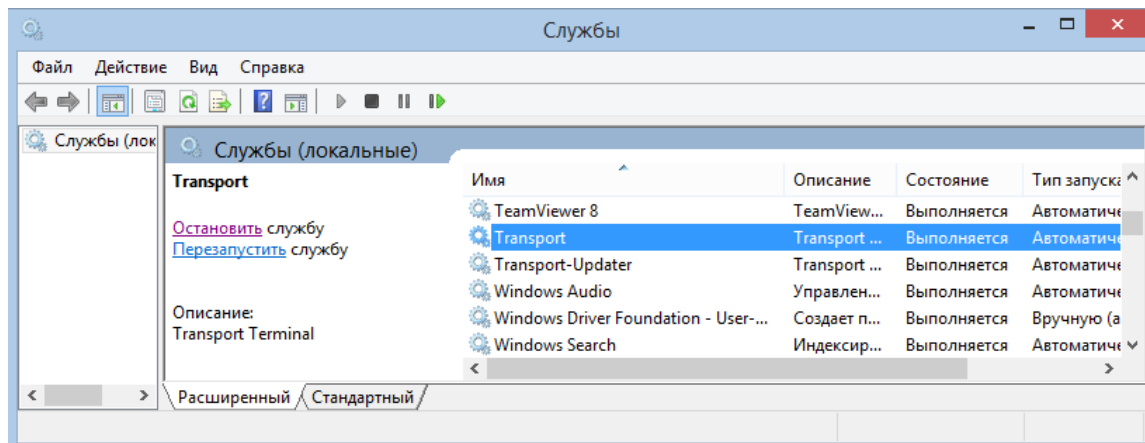 Службы
Файл Действие Вид Справка
Службы (лок
Службы (локальные)
Transport
Остановить службу
Перезапустить службу
Описание:
Transport Terminal
Имя Описание Состояние Тип запуска
TeamViewer 8 TeamView... Выполняется Автоматиче
Transport Transport ... Выполняется Автоматиче
Transport-Updater Transport ... Выполняется Автоматиче
Windows Audio Управлен... Выполняется Автоматиче
Windows Driver Foundation - User-... Создает п... Выполняется Вручную (а
Windows Search Индексир... Выполняется Автоматиче
Расширенный Стандартный